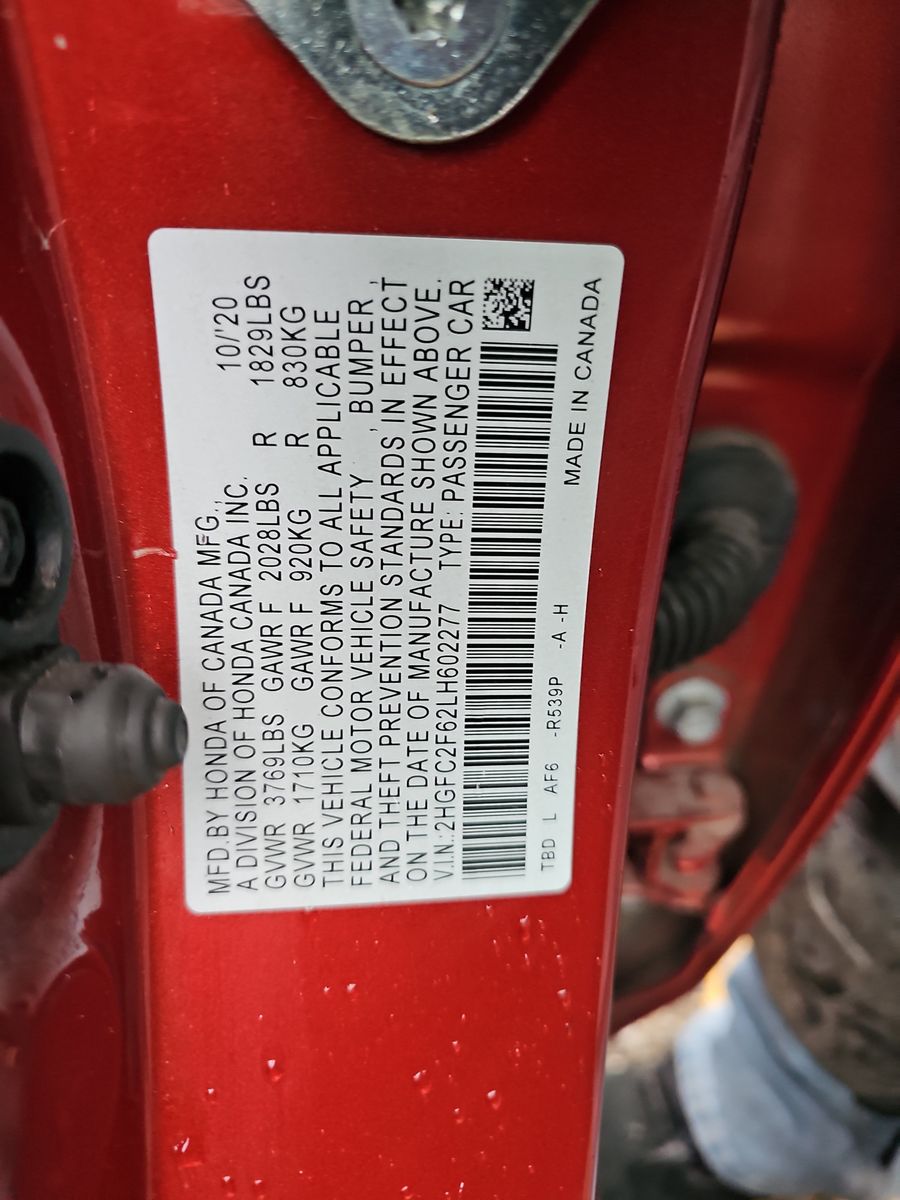 MFD.BY HONDA OF CANADA MFG., 10/'20
A DIVISION OF HONDA CANADA INC.
GVWR 3769LBS GAWR F 2028LBS R 1829LBS
GVWR 1710KG GAWR F 920KG R 830KG
THIS VEHICLE CONFORMS TO ALL APPLICABLE
FEDERAL MOTOR VEHICLE SAFETY , BUMPER ,
AND THEFT PREVENTION STANDARDS IN EFFECT
ON THE DATE OF MANUFACTURE SHOWN ABOVE.
V.I.N.:2HGFC2F62LH602277 TYPE: PASSENGER CAR
TBD L AF6 -R539P -A -H MADE IN CANADA